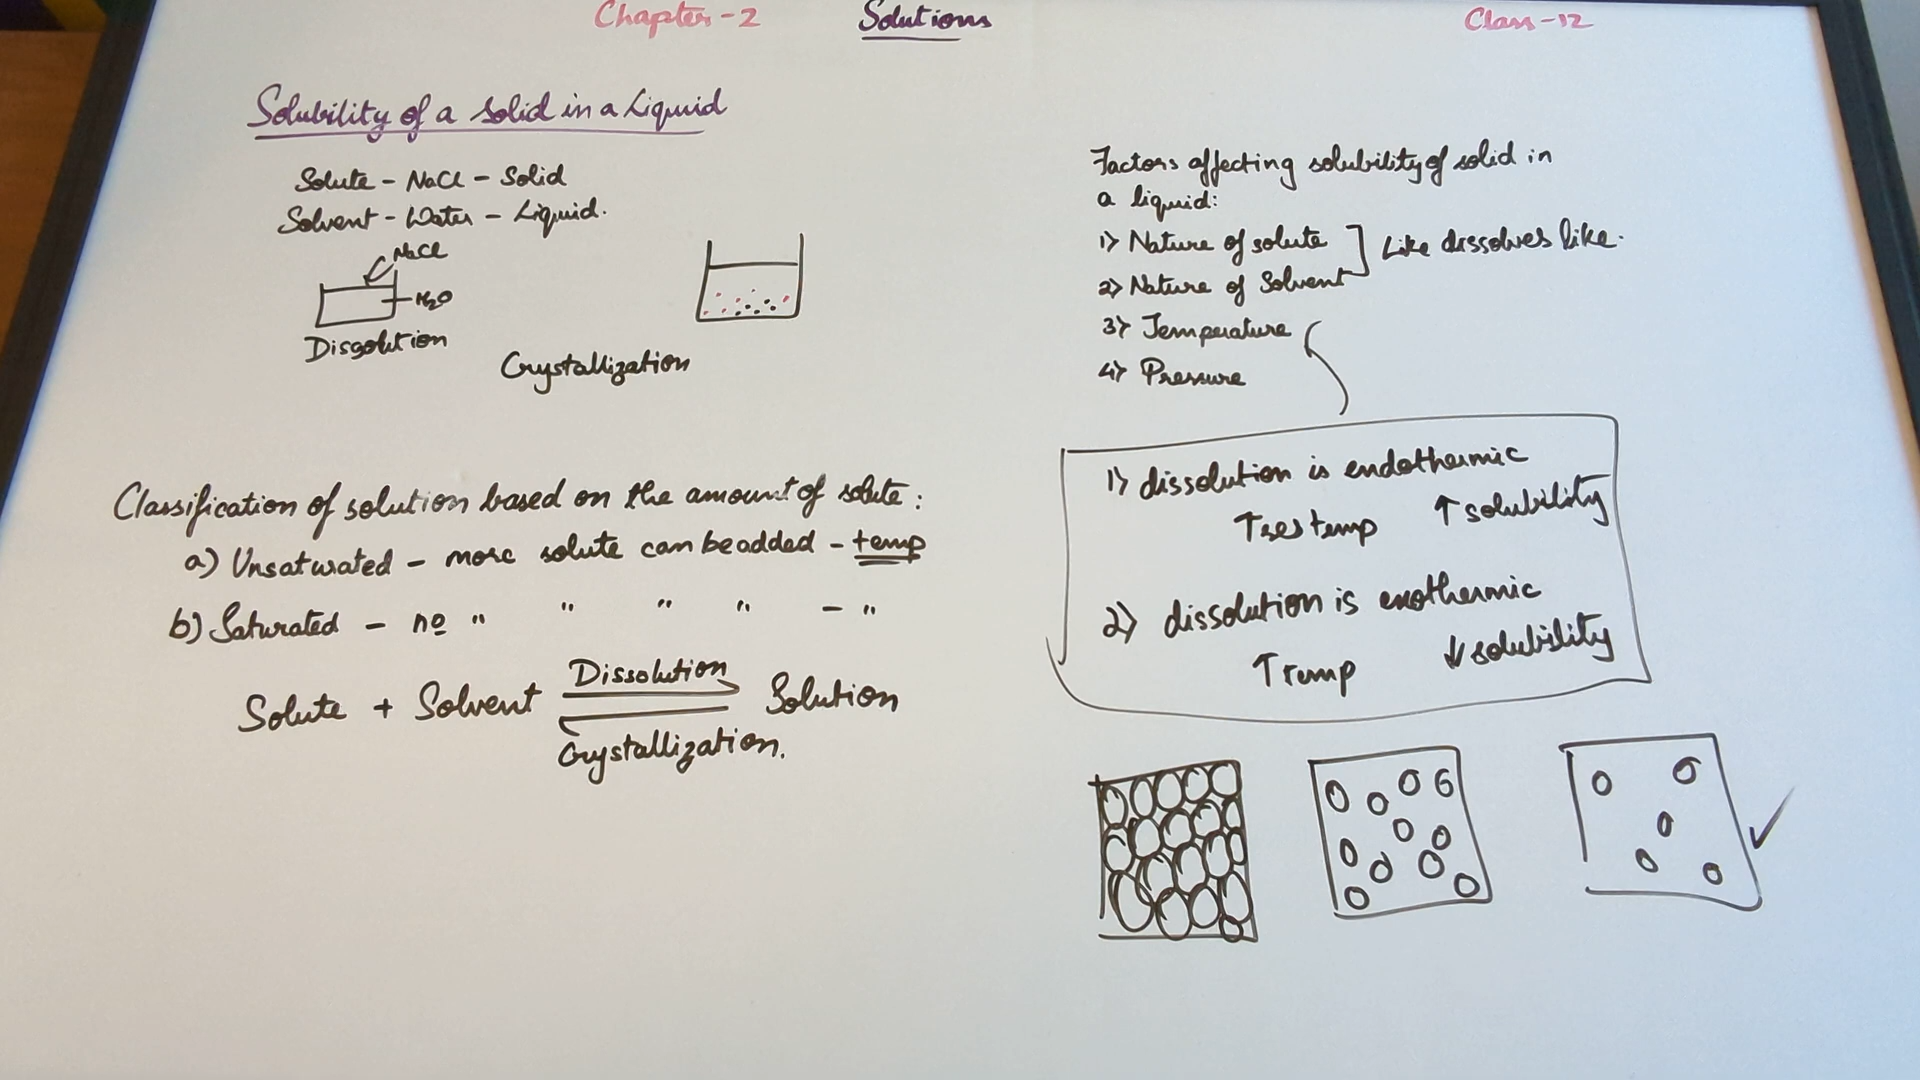 Chapter-2 Solutions Class-12
Solubility of a solid in a Liquid
Solute - NaCl - Solid
Solvent - Water - Liquid.
NaCl
H2O
Dissolution
Crystallization
Classification of solution based on the amount of solute:
a) Unsaturated - more solute can be added - temp
b) Saturated - no " " " " - "
Dissolution
Solute + Solvent ⇌ Solution
Crystallization.
Factors affecting solubility of solid in
a liquid:
1) Nature of solute
2) Nature of Solvent
Like dissolves like.
3) Temperature
4) Pressure
1) dissolution is endothermic
↑ses temp ↑ solubility
2) dissolution is exothermic
↑Temp ↓ solubility